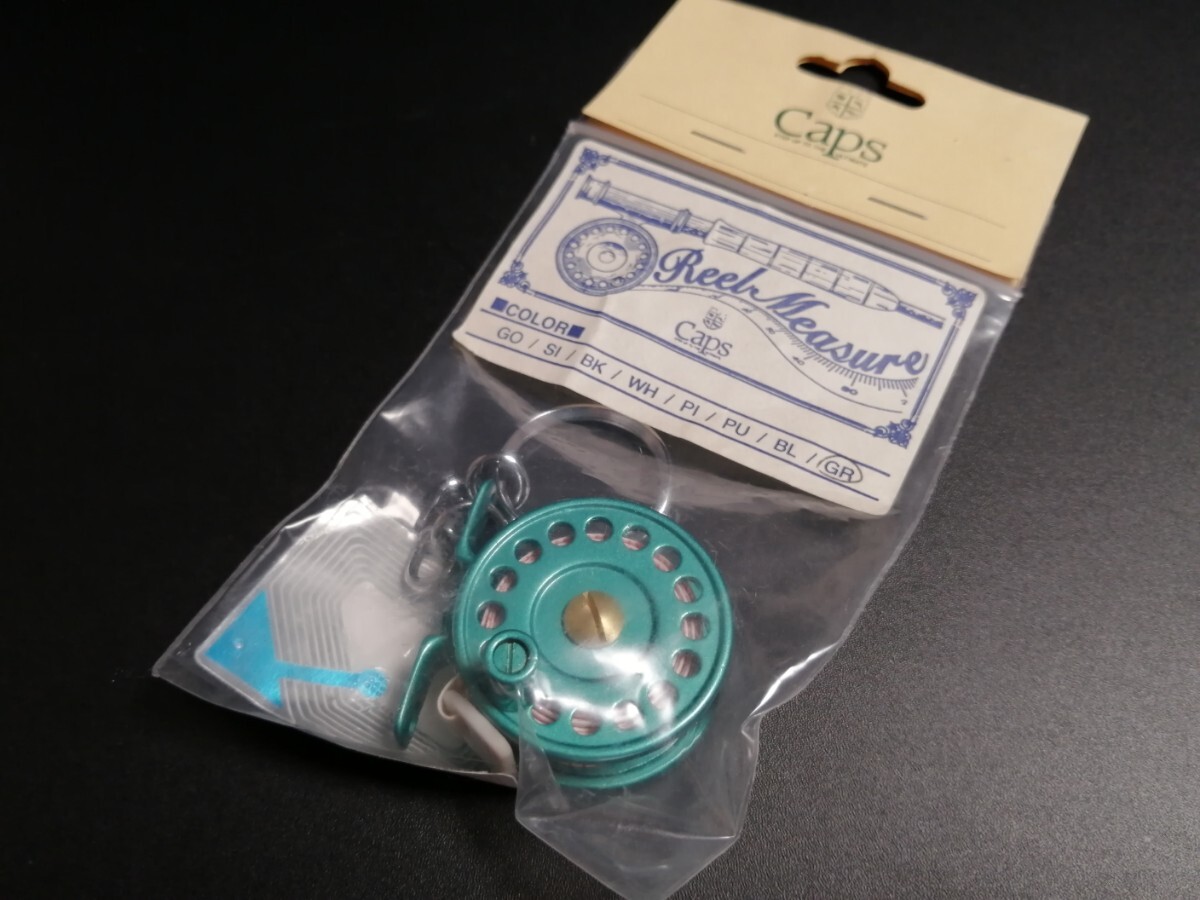 Caps
Reel Measure
Caps
■COLOR■
GO / SI / BK / WH / PI / PU / BL / GR